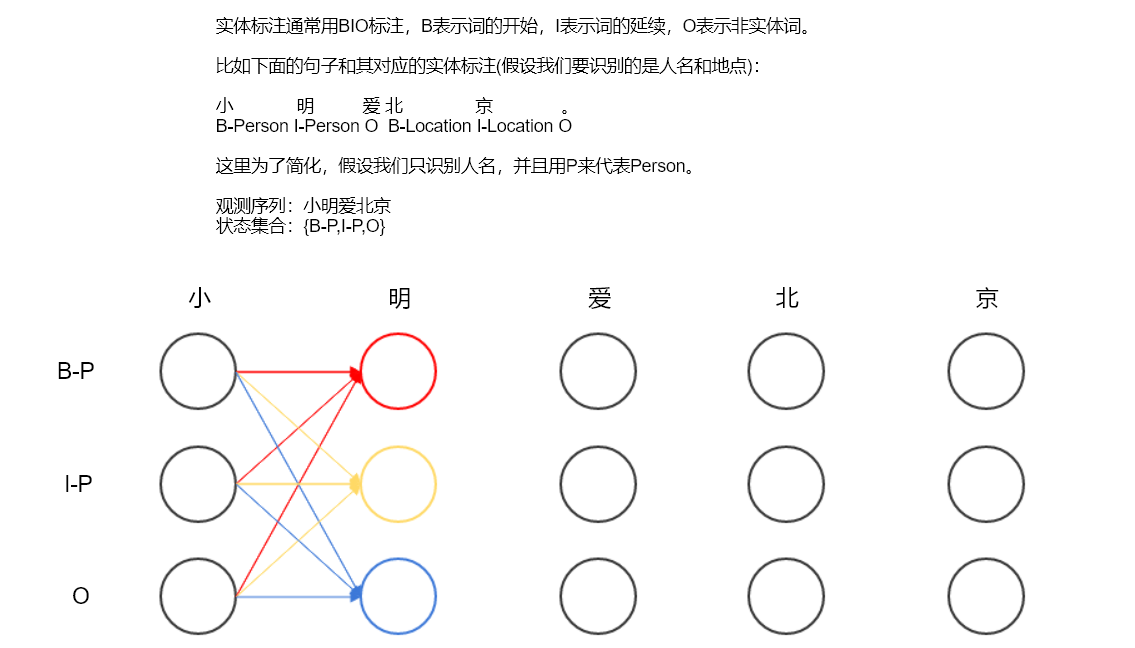 实体标注通常用BIO标注，B表示词的开始，I表示词的延续，O表示非实体词。
比如下面的句子和其对应的实体标注(假设我们要识别的是人名和地点)：
小 明 爱 北 京 。
B-Person I-Person O B-Location I-Location O
这里为了简化，假设我们只识别人名，并且用P来代表Person。
观测序列：小明爱北京
状态集合：{B-P,I-P,O}
小 明 爱 北 京
B-P
I-P
O